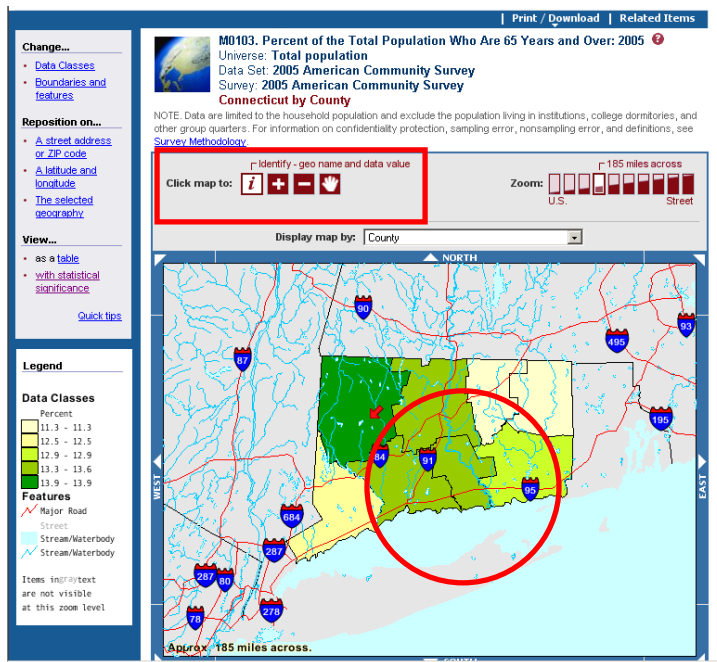 | Print / Download | Related Items
Change...
• Data Classes
• Boundaries and
features
Reposition on...
• A street address
or ZIP code
• A latitude and
longitude
• The selected
geography
View...
• as a table
• with statistical
significance
Quick tips
M0103. Percent of the Total Population Who Are 65 Years and Over: 2005 ?
Universe: Total population
Data Set: 2005 American Community Survey
Survey: 2005 American Community Survey
Connecticut by County
NOTE. Data are limited to the household population and exclude the population living in institutions, college dormitories, and
other group quarters. For information on confidentiality protection, sampling error, nonsampling error, and definitions, see
Survey Methodology.
Identify - geo name and data value
Click map to: i + −
185 miles across
Zoom:
U.S. Street
Display map by: County
NORTH
WEST
EAST
SOUTH
90
93
495
87
195
84
91
95
684
287
287
80
278
78
Approx. 185 miles across.
Legend
Data Classes
Percent
11.3 - 11.3
12.5 - 12.5
12.9 - 12.9
13.3 - 13.6
13.9 - 13.9
Features
Major Road
Street
Stream/Waterbody
Stream/Waterbody
Items in gray text
are not visible
at this zoom level